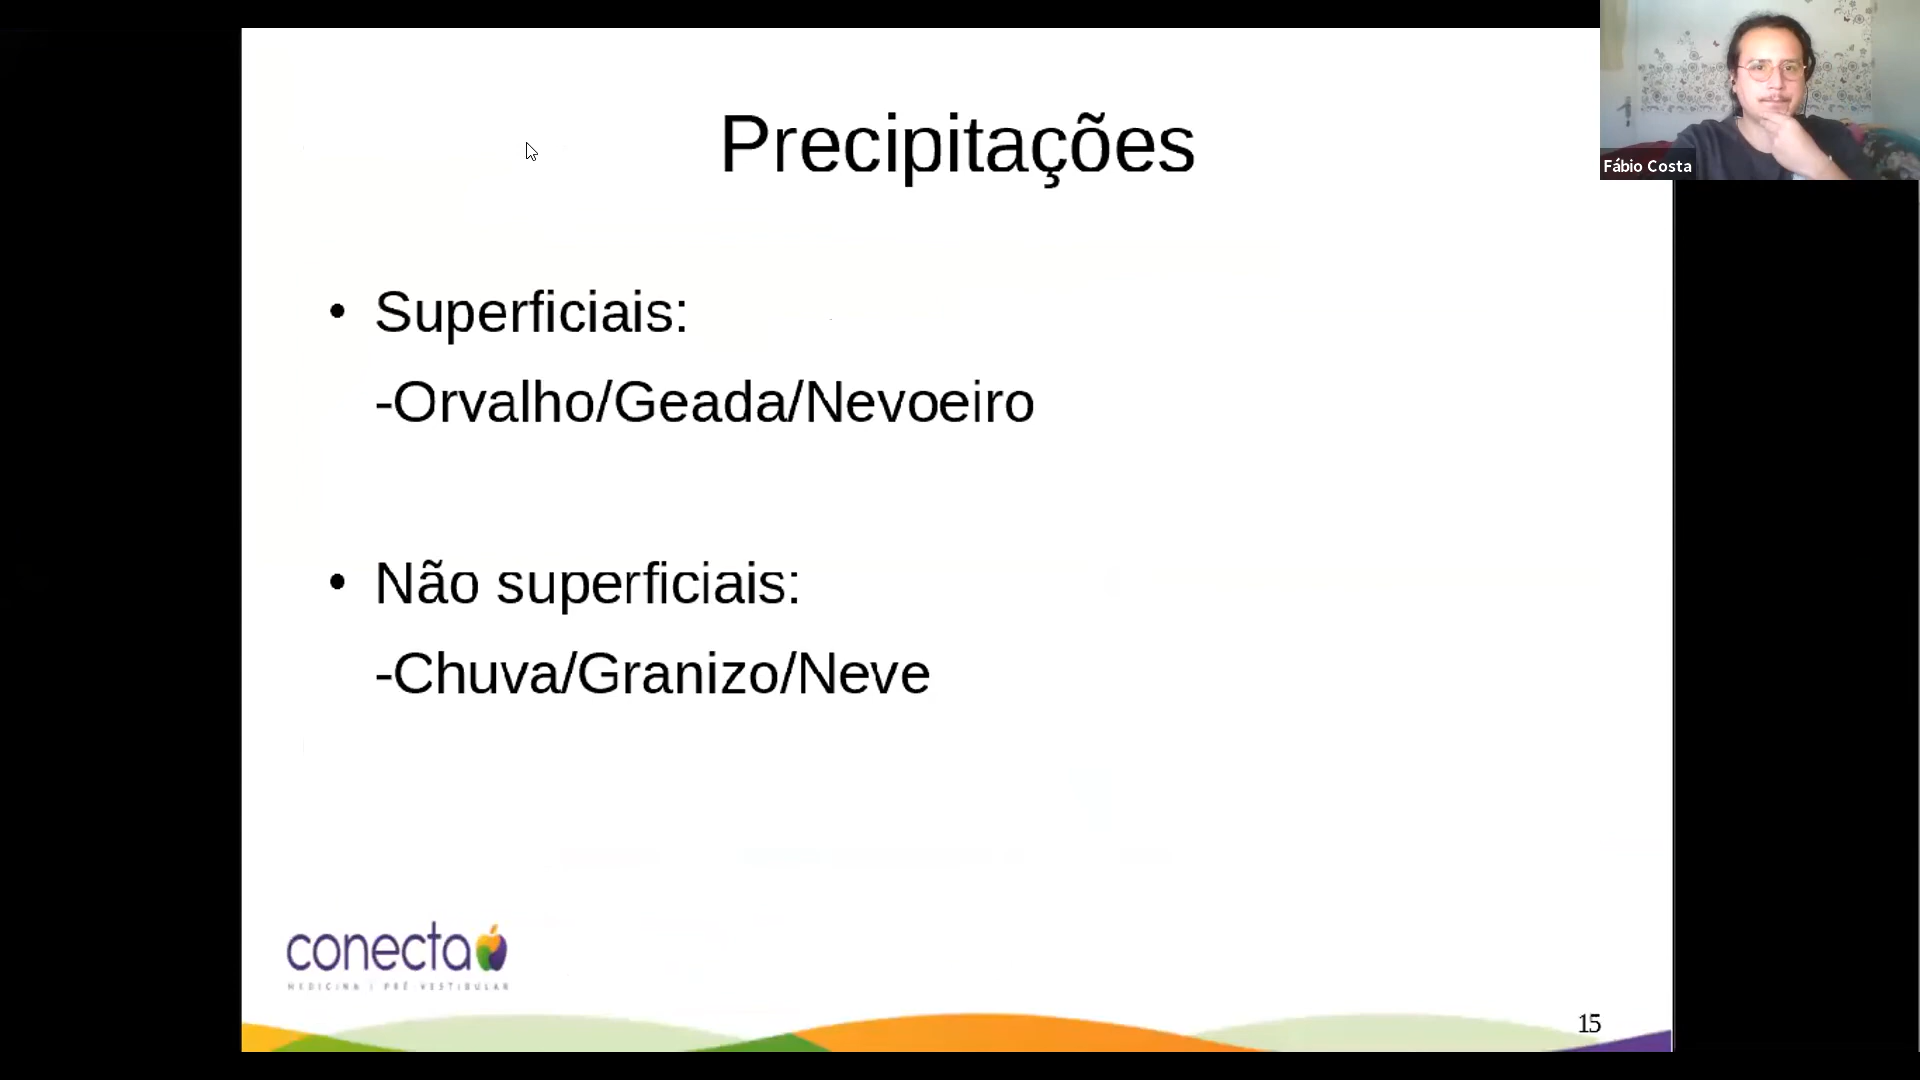 Precipitações
Fábio Costa
• Superficiais:
-Orvalho/Geada/Nevoeiro
• Não superficiais:
-Chuva/Granizo/Neve
conecta
MEDICINA | PRÉ VESTIBULAR
15